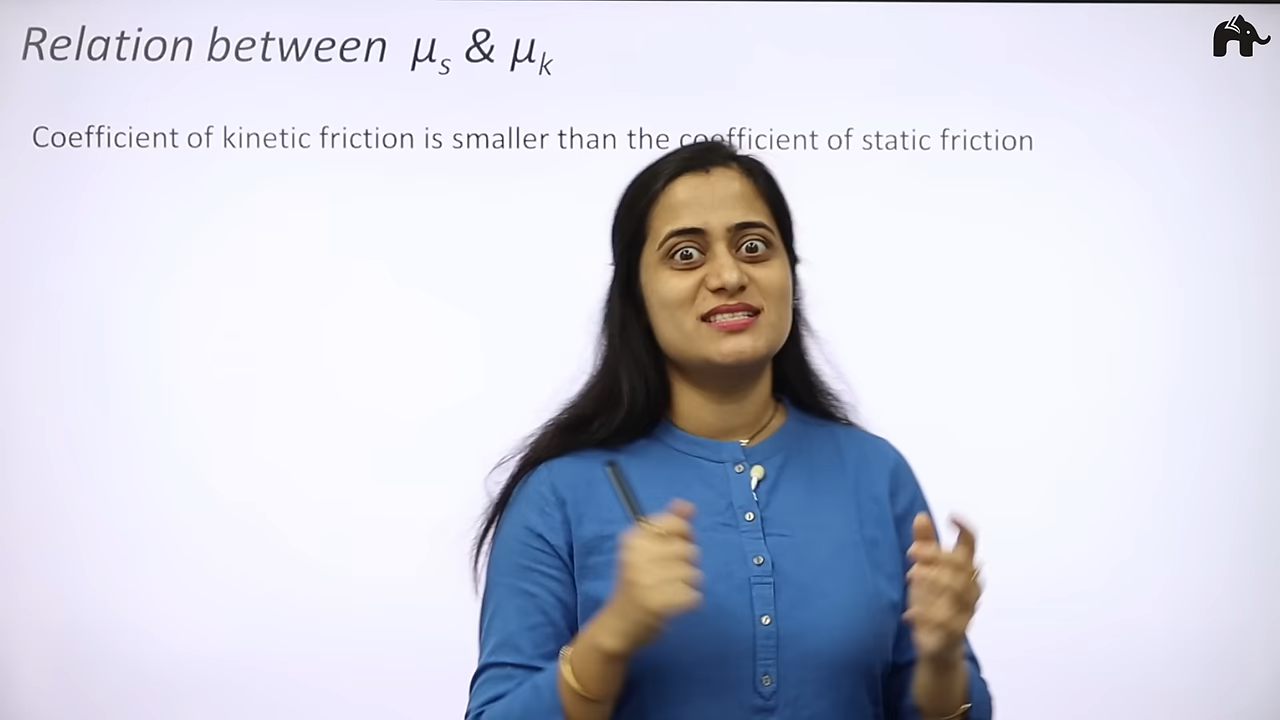 Relation between μs & μk
Coefficient of kinetic friction is smaller than the coefficient of static friction